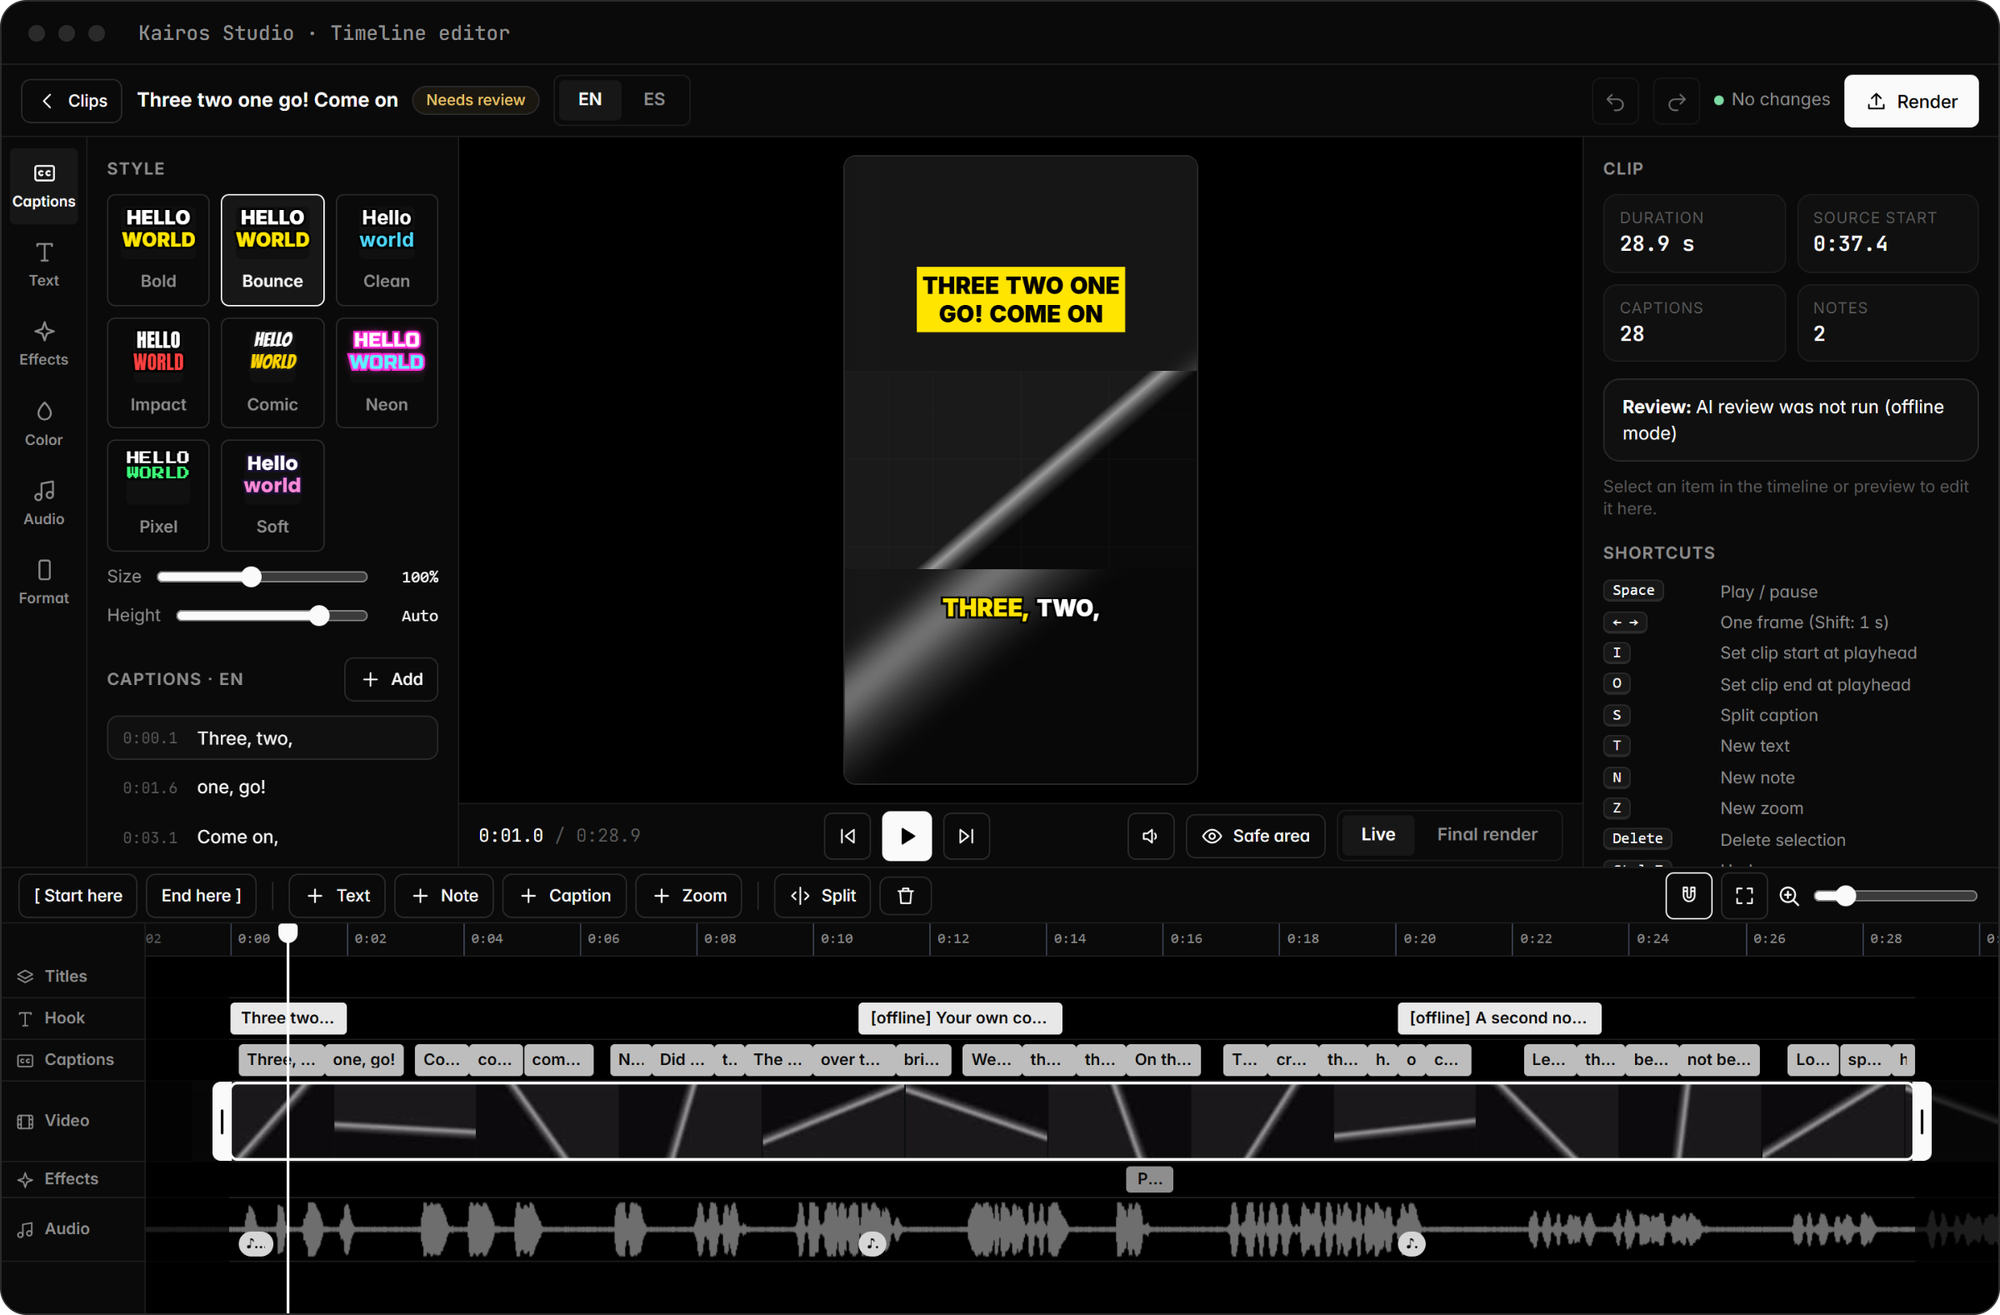 Kairos Studio · Timeline editor
Clips
Three two one go! Come on
Needs review
EN
ES
No changes
Render
Captions
Text
Effects
Color
Audio
Format
STYLE
HELLO
WORLD
Bold
HELLO
WORLD
Bounce
Hello
world
Clean
HELLO
WORLD
Impact
HELLO
WORLD
Comic
HELLO
WORLD
Neon
HELLO
WORLD
Pixel
Hello
world
Soft
Size
100%
Height
Auto
CAPTIONS · EN
+ Add
0:00.1 Three, two,
0:01.6 one, go!
0:03.1 Come on,
THREE TWO ONE
GO! COME ON
THREE, TWO,
0:01.0 / 0:28.9
Safe area
Live
Final render
CLIP
DURATION
28.9 s
SOURCE START
0:37.4
CAPTIONS
28
NOTES
2
Review: AI review was not run (offline
mode)
Select an item in the timeline or preview to edit
it here.
SHORTCUTS
Space Play / pause
← → One frame (Shift: 1 s)
I Set clip start at playhead
O Set clip end at playhead
S Split caption
T New text
N New note
Z New zoom
Delete Delete selection
[ Start here
End here ]
+ Text
+ Note
+ Caption
+ Zoom
Split
02 0:00 0:02 0:04 0:06 0:08 0:10 0:12 0:14 0:16 0:18 0:20 0:22 0:24 0:26 0:28 0:
Titles
Hook
Three two...
[offline] Your own co...
[offline] A second no...
Captions
Three, ... one, go! Co... co... com... N... Did ... t.. The ... over t... bri... We... th... th... On th... T... cr... th... h. o c... Le... th... be... not be... Lo... sp... h
Video
Effects
P...
Audio